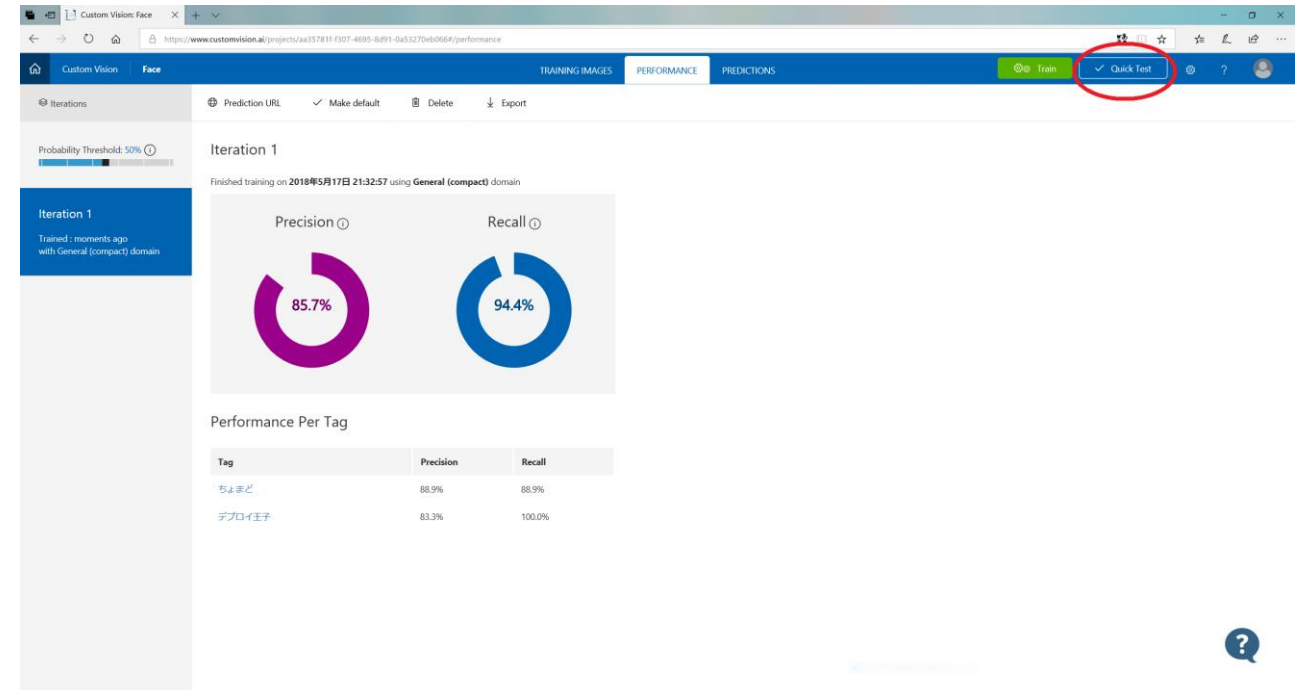 Custom Vision: Face
https://www.customvision.ai/projects/aa35781f-f307-4695-8d91-0a53270eb066#/performance
Custom Vision Face TRAINING IMAGES PERFORMANCE PREDICTIONS Train Quick Test ?
Iterations Prediction URL Make default Delete Export
Probability Threshold: 50%
Iteration 1
Finished training on 2018年5月17日 21:32:57 using General (compact) domain
Iteration 1
Trained : moments ago
with General (compact) domain
Precision Recall
85.7% 94.4%
Performance Per Tag
Tag Precision Recall
ちょまど 88.9% 88.9%
デプロイ王子 83.3% 100.0%
?